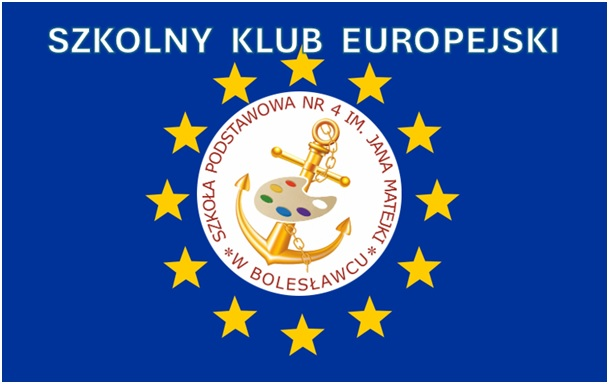 SZKOLNY KLUB EUROPEJSKI
SZKOŁA PODSTAWOWA NR 4 IM. JANA MATEJKI
* W BOLESŁAWCU *